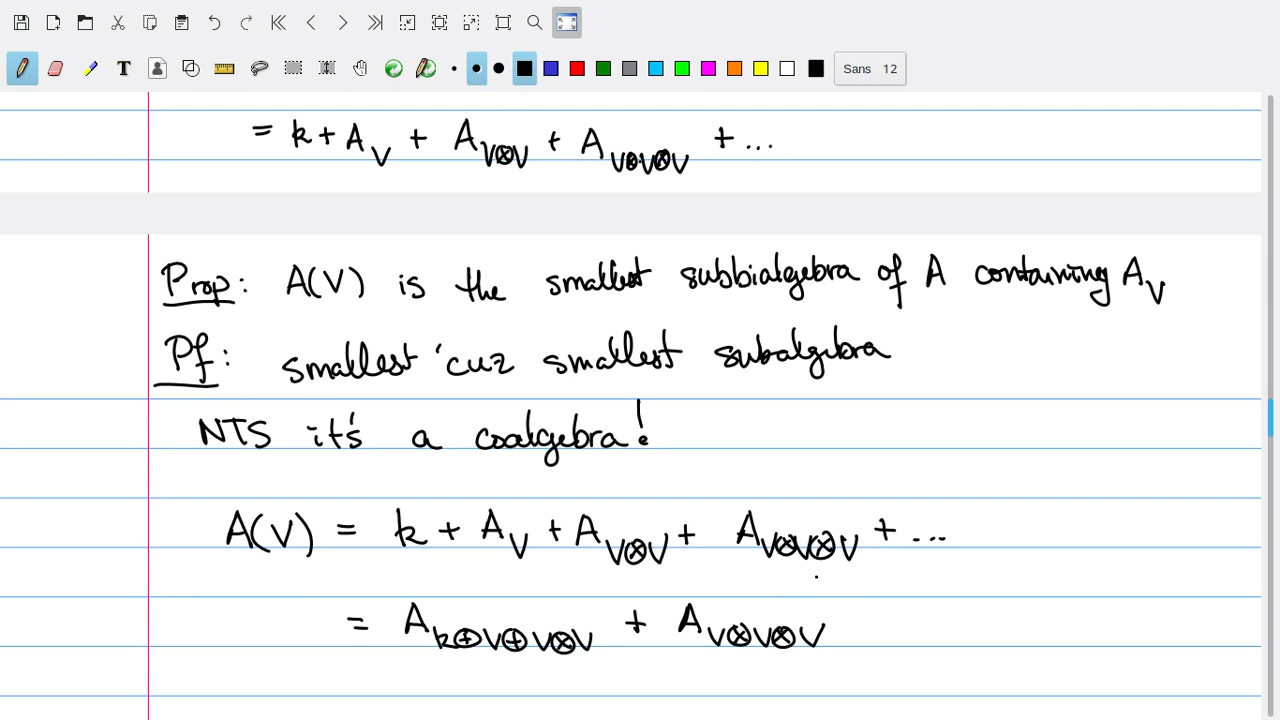 Sans 12
= k + A_V + A_{V⊗V} + A_{V⊗V⊗V} + ...
Prop: A(V) is the smallest subbialgebra of A containing A_V
Pf: smallest 'cuz smallest subalgebra
NTS it's a coalgebra!
A(V) = k + A_V + A_{V⊗V} + A_{V⊗V⊗V} + ...
= A_{k⊕V⊕V⊗V} + A_{V⊗V⊗V}